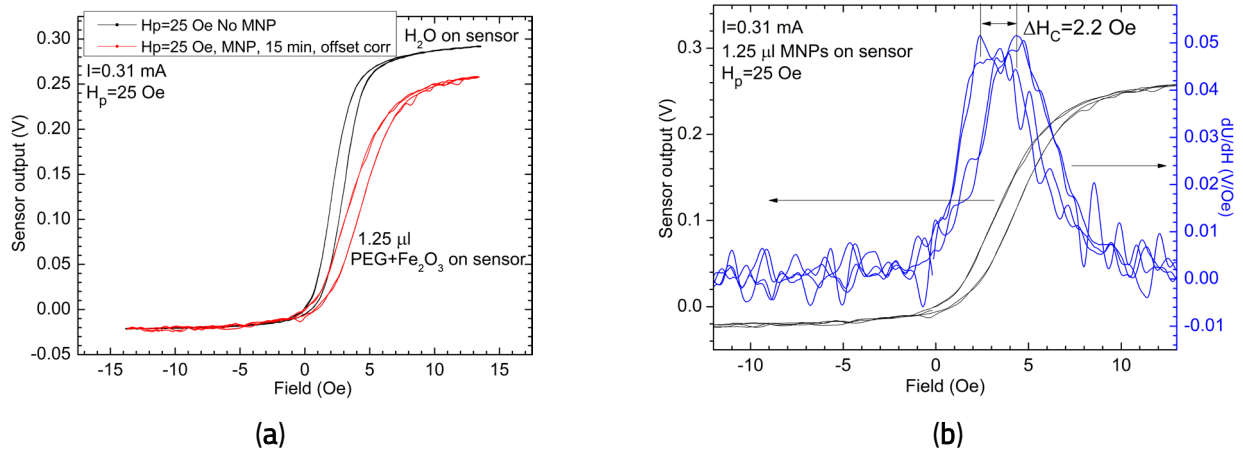 Hp=25 Oe No MNP
Hp=25 Oe, MNP, 15 min, offset corr
H₂O on sensor
I=0.31 mA
Hₚ=25 Oe
1.25 µl
PEG+Fe₂O₃ on sensor
0.30
0.25
0.20
0.15
0.10
0.05
0.00
-0.05
Sensor output (V)
-15
-10
-5
0
5
10
15
Field (Oe)
(a)
I=0.31 mA
1.25 µl MNPs on sensor
Hₚ=25 Oe
ΔH_C=2.2 Oe
0.3
0.2
0.1
0.0
Sensor output (V)
0.05
0.04
0.03
0.02
0.01
0.00
-0.01
dU/dH (V/Oe)
-10
-5
0
5
10
Field (Oe)
(b)